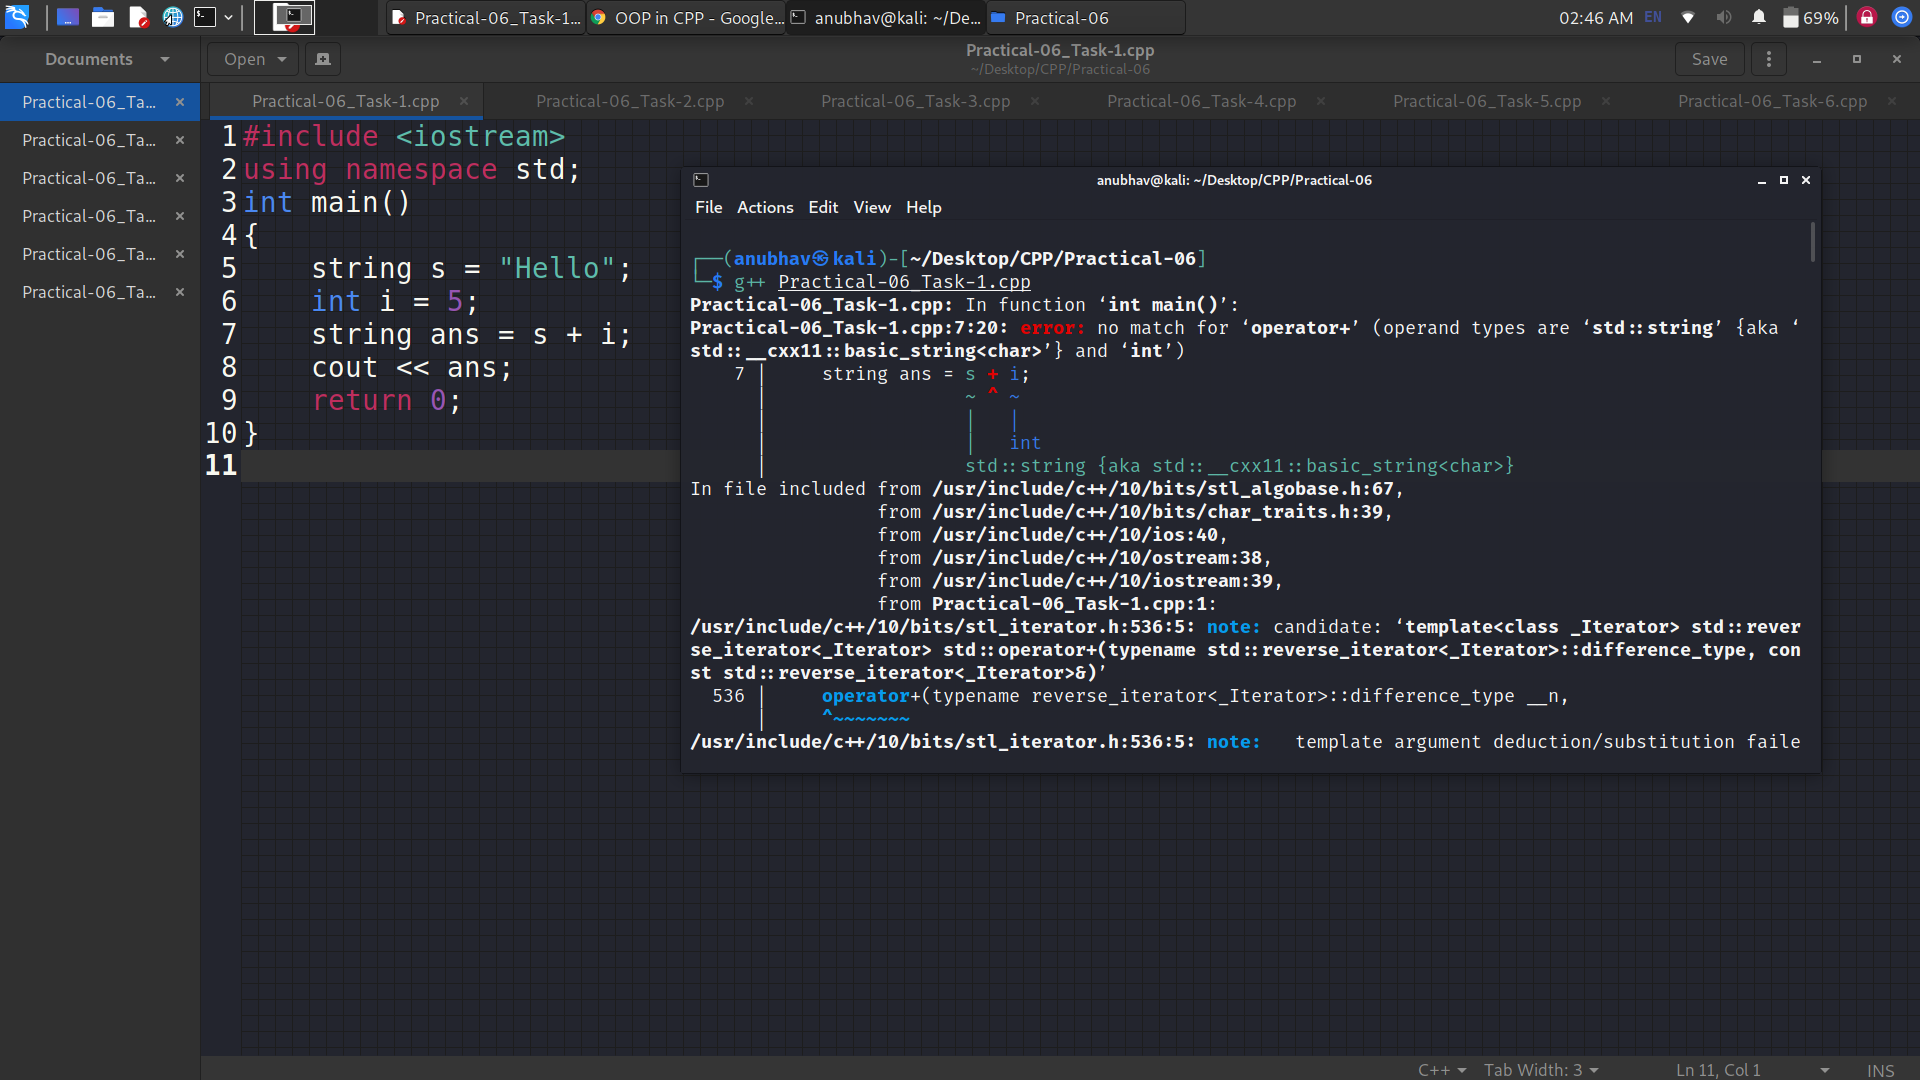 Practical-06_Task-1...
OOP in CPP - Google...
anubhav@kali: ~/De...
Practical-06
02:46 AM
EN
69%
Documents
Open
Practical-06_Task-1.cpp
~/Desktop/CPP/Practical-06
Save
Practical-06_Ta...
Practical-06_Ta...
Practical-06_Ta...
Practical-06_Ta...
Practical-06_Ta...
Practical-06_Ta...
Practical-06_Task-1.cpp
Practical-06_Task-2.cpp
Practical-06_Task-3.cpp
Practical-06_Task-4.cpp
Practical-06_Task-5.cpp
Practical-06_Task-6.cpp
1 #include <iostream>
2 using namespace std;
3 int main()
4 {
5     string s = "Hello";
6     int i = 5;
7     string ans = s + i;
8     cout << ans;
9     return 0;
10 }
11
anubhav@kali: ~/Desktop/CPP/Practical-06
File Actions Edit View Help
┌──(anubhav㉿kali)-[~/Desktop/CPP/Practical-06]
└─$ g++ Practical-06_Task-1.cpp
Practical-06_Task-1.cpp: In function ‘int main()’:
Practical-06_Task-1.cpp:7:20: error: no match for ‘operator+’ (operand types are ‘std::string’ {aka ‘
std::__cxx11::basic_string<char>’} and ‘int’)
    7 |     string ans = s + i;
      |                  ~ ^ ~
      |                  |   |
      |                  |   int
      |                  std::string {aka std::__cxx11::basic_string<char>}
In file included from /usr/include/c++/10/bits/stl_algobase.h:67,
                 from /usr/include/c++/10/bits/char_traits.h:39,
                 from /usr/include/c++/10/ios:40,
                 from /usr/include/c++/10/ostream:38,
                 from /usr/include/c++/10/iostream:39,
                 from Practical-06_Task-1.cpp:1:
/usr/include/c++/10/bits/stl_iterator.h:536:5: note: candidate: ‘template<class _Iterator> std::rever
se_iterator<_Iterator> std::operator+(typename std::reverse_iterator<_Iterator>::difference_type, con
st std::reverse_iterator<_Iterator>&)’
  536 |     operator+(typename reverse_iterator<_Iterator>::difference_type __n,
      |     ^~~~~~~~
/usr/include/c++/10/bits/stl_iterator.h:536:5: note:   template argument deduction/substitution faile
C++
Tab Width: 3
Ln 11, Col 1
INS